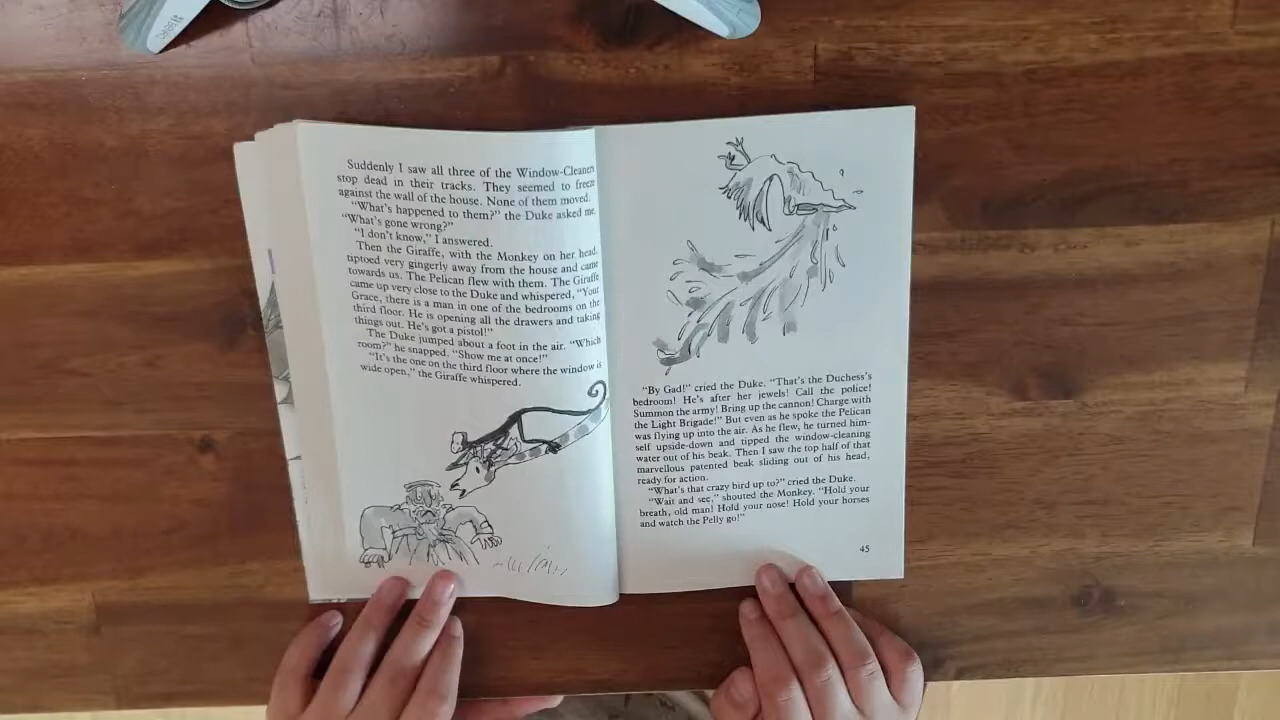 Suddenly I saw all three of the Window-Cleaners
stop dead in their tracks. They seemed to freeze
against the wall of the house. None of them moved.
"What's happened to them?" the Duke asked me.
"What's gone wrong?"
"I don't know," I answered.
Then the Giraffe, with the Monkey on her head,
tiptoed very gingerly away from the house and came
towards us. The Pelican flew with them. The Giraffe
came up very close to the Duke and whispered, "Your
Grace, there is a man in one of the bedrooms on the
third floor. He is opening all the drawers and taking
things out. He's got a pistol!"
The Duke jumped about a foot in the air. "Which
room?" he snapped. "Show me at once!"
"It's the one on the third floor where the window is
wide open," the Giraffe whispered.
"By Gad!" cried the Duke. "That's the Duchess's
bedroom! He's after her jewels! Call the police!
Summon the army! Bring up the cannon! Charge with
the Light Brigade!" But even as he spoke the Pelican
was flying up into the air. As he flew, he turned him-
self upside-down and tipped the window-cleaning
water out of his beak. Then I saw the top half of that
marvellous patented beak sliding out of his head,
ready for action.
"What's that crazy bird up to?" cried the Duke.
"Wait and see," shouted the Monkey. "Hold your
breath, old man! Hold your nose! Hold your horses
and watch the Pelly go!"
45